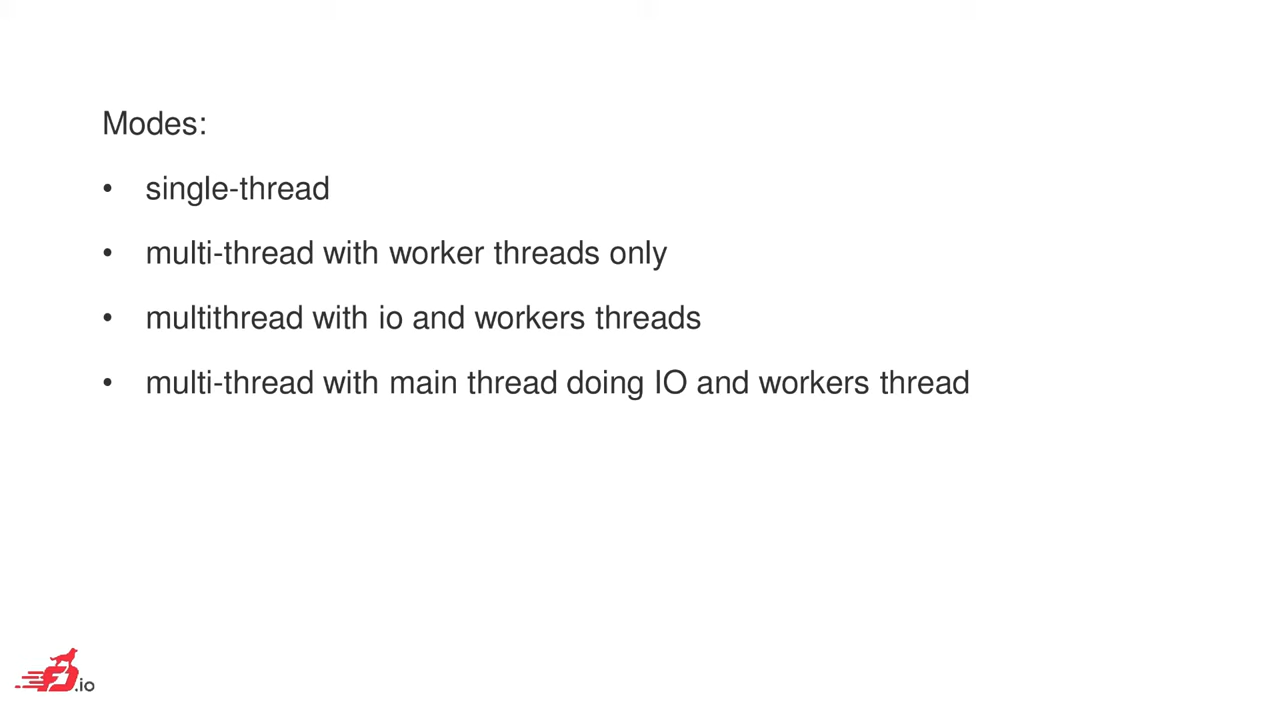 Modes:
• single-thread
• multi-thread with worker threads only
• multithread with io and workers threads
• multi-thread with main thread doing IO and workers thread
FD.io